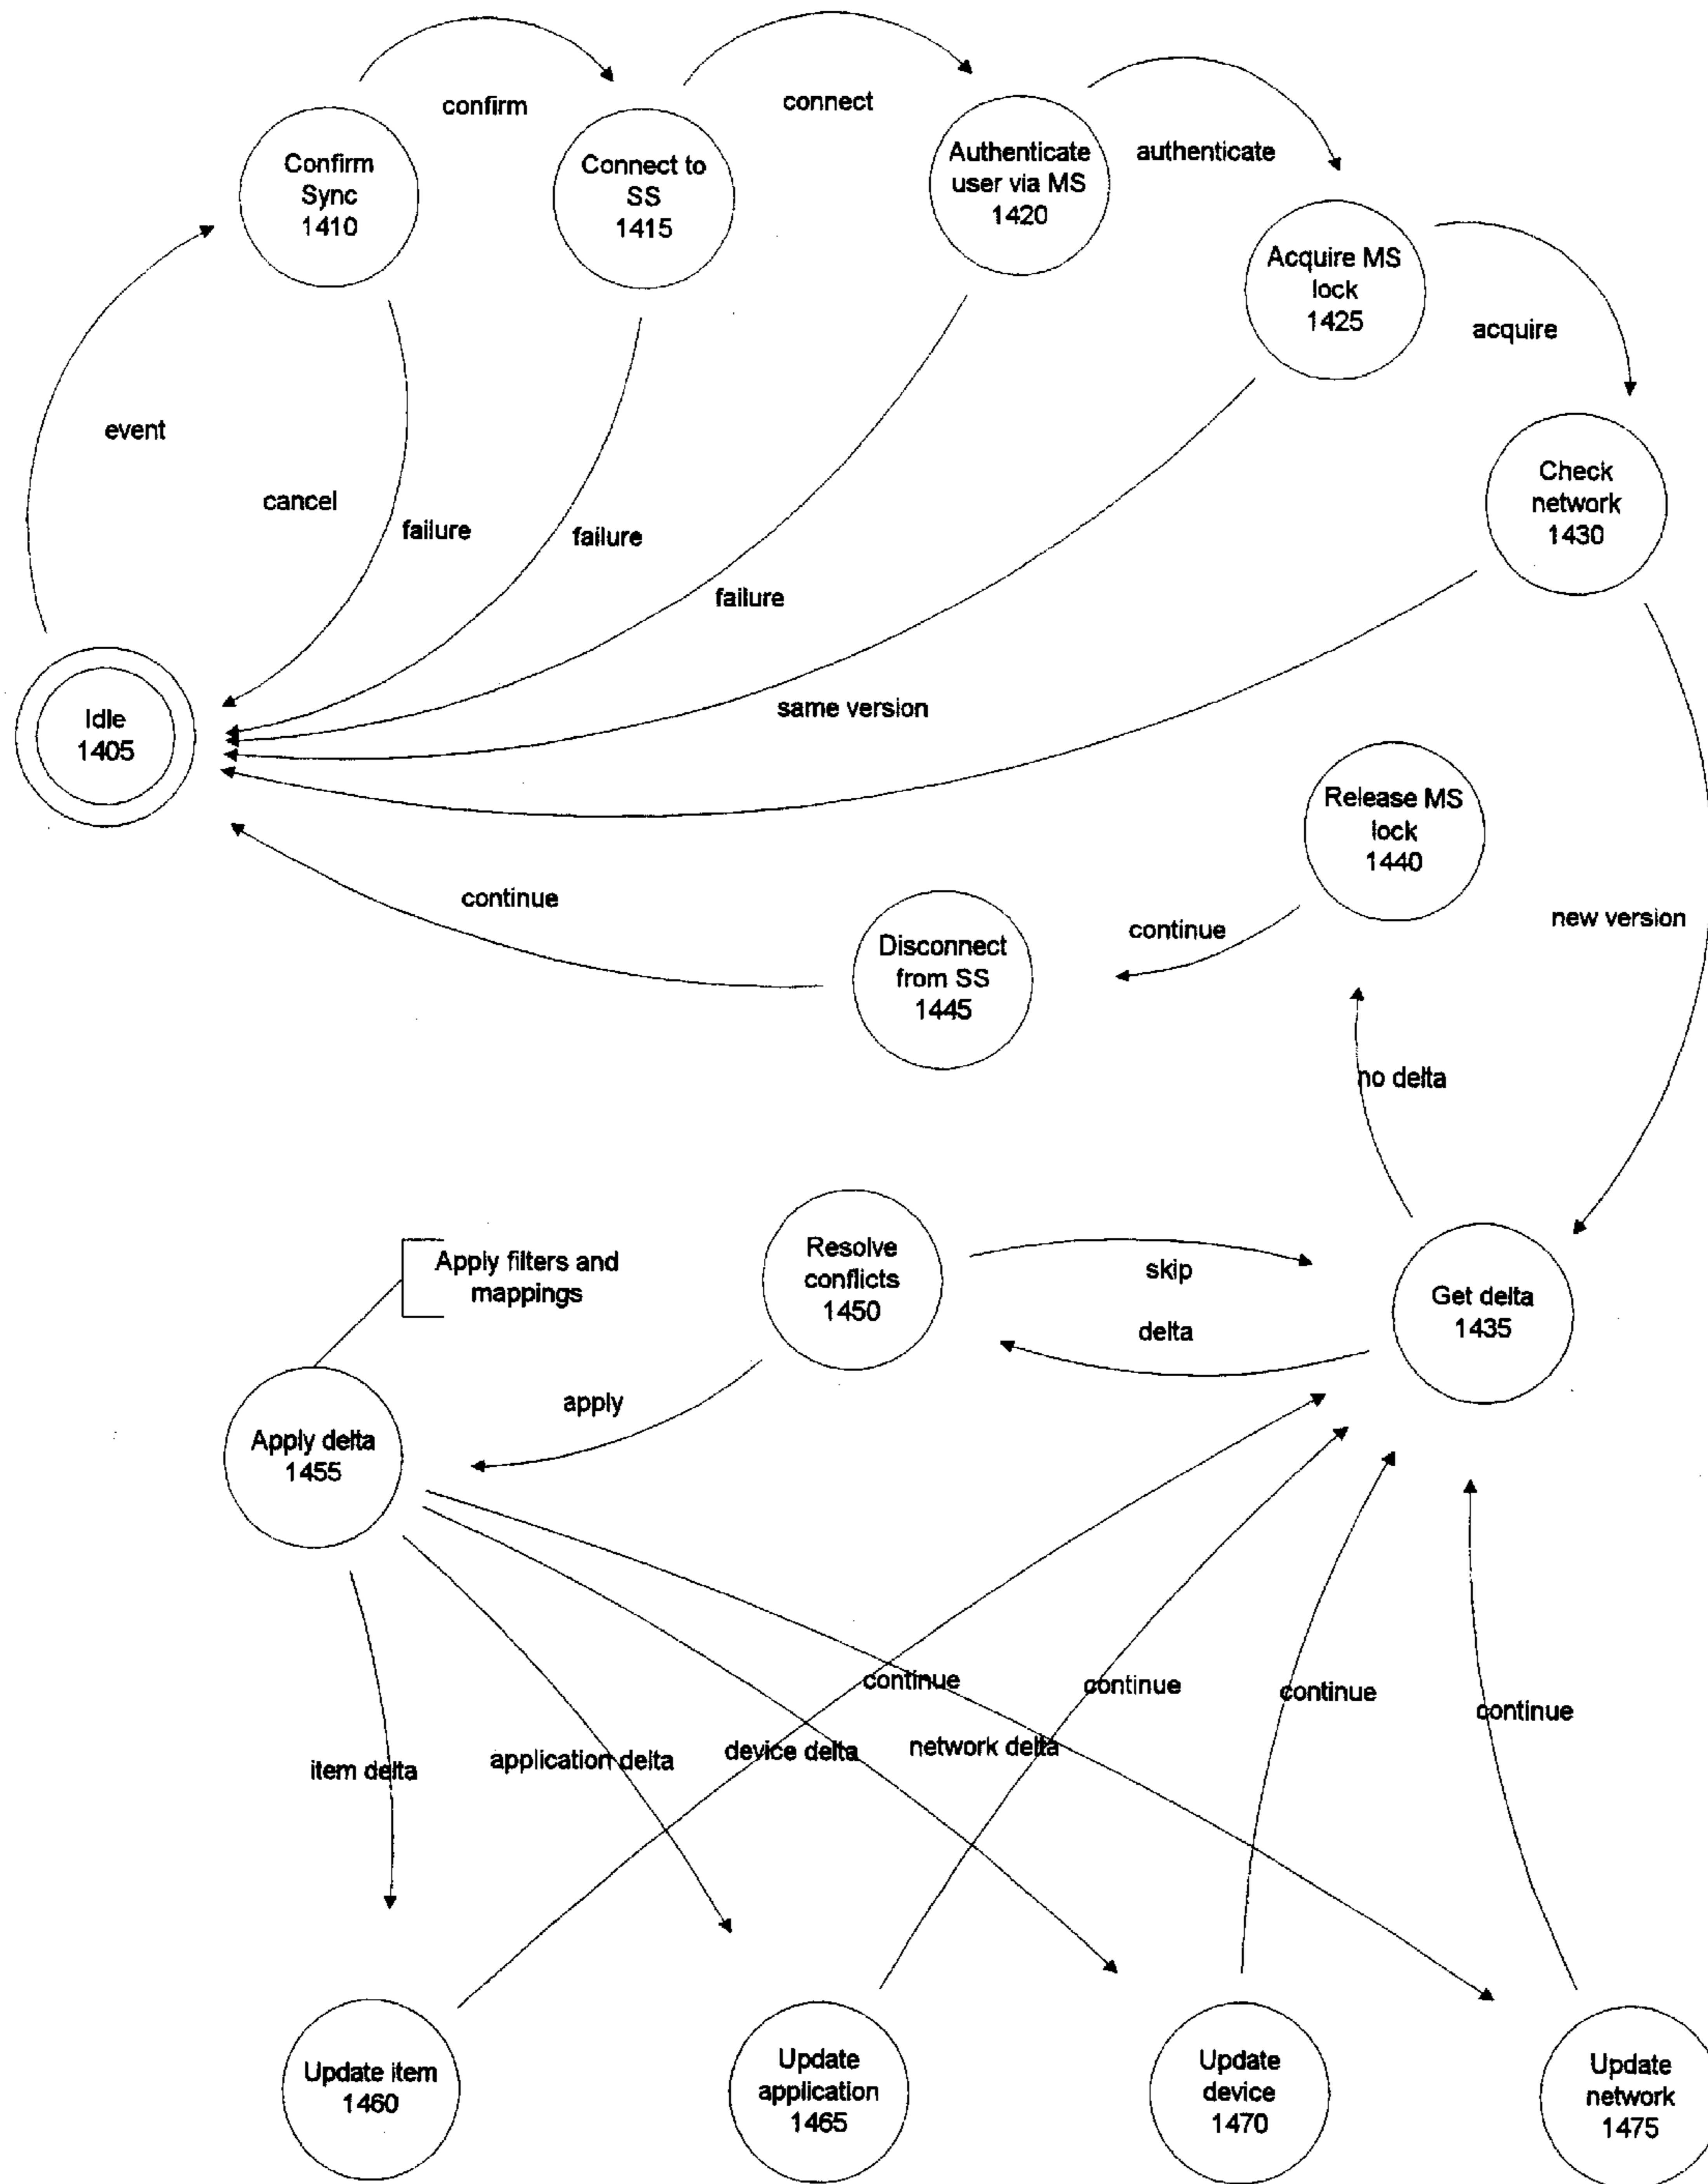 confirm
connect
authenticate
Confirm
Sync
1410
Connect to
SS
1415
Authenticate
user via MS
1420
Acquire MS
lock
1425
acquire
event
cancel
failure
failure
failure
Check
network
1430
Idle
1405
same version
Release MS
lock
1440
new version
continue
continue
Disconnect
from SS
1445
no delta
Resolve
conflicts
1450
skip
delta
Get delta
1435
Apply filters and
mappings
apply
Apply delta
1455
continue
continue
continue
continue
item delta
application delta
device delta
network delta
Update item
1460
Update
application
1465
Update
device
1470
Update
network
1475